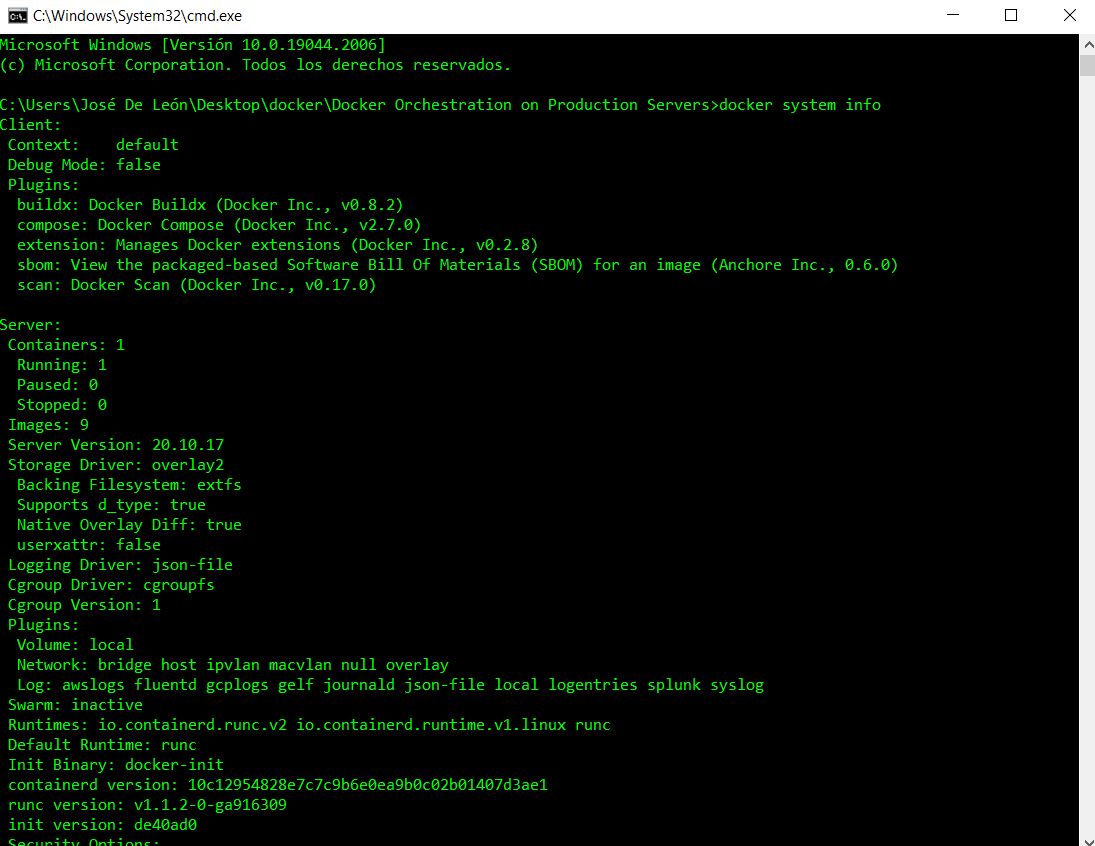 C:\Windows\System32\cmd.exe
Microsoft Windows [Versión 10.0.19044.2006]
(c) Microsoft Corporation. Todos los derechos reservados.
C:\Users\José De León\Desktop\docker\Docker Orchestration on Production Servers>docker system info
Client:
 Context:    default
 Debug Mode: false
 Plugins:
  buildx: Docker Buildx (Docker Inc., v0.8.2)
  compose: Docker Compose (Docker Inc., v2.7.0)
  extension: Manages Docker extensions (Docker Inc., v0.2.8)
  sbom: View the packaged-based Software Bill Of Materials (SBOM) for an image (Anchore Inc., 0.6.0)
  scan: Docker Scan (Docker Inc., v0.17.0)
Server:
 Containers: 1
  Running: 1
  Paused: 0
  Stopped: 0
 Images: 9
 Server Version: 20.10.17
 Storage Driver: overlay2
  Backing Filesystem: extfs
  Supports d_type: true
  Native Overlay Diff: true
  userxattr: false
 Logging Driver: json-file
 Cgroup Driver: cgroupfs
 Cgroup Version: 1
 Plugins:
  Volume: local
  Network: bridge host ipvlan macvlan null overlay
  Log: awslogs fluentd gcplogs gelf journald json-file local logentries splunk syslog
 Swarm: inactive
 Runtimes: io.containerd.runc.v2 io.containerd.runtime.v1.linux runc
 Default Runtime: runc
 Init Binary: docker-init
 containerd version: 10c12954828e7c7c9b6e0ea9b0c02b01407d3ae1
 runc version: v1.1.2-0-ga916309
 init version: de40ad0
 Security Options: